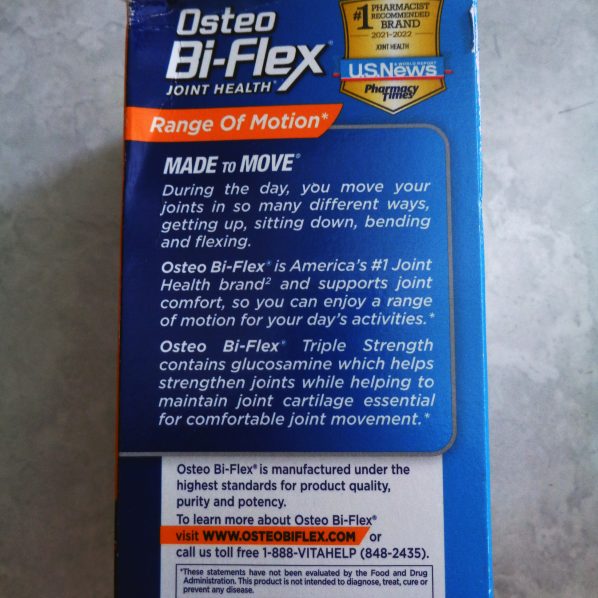 Osteo
Bi-Flex®
JOINT HEALTH*
#1 PHARMACIST
RECOMMENDED
BRAND
2021-2022
JOINT HEALTH
& WORLD REPORT
U.S.News
Pharmacy
Times
Range Of Motion*
MADE TO MOVE®
During the day, you move your
joints in so many different ways,
getting up, sitting down, bending
and flexing.
Osteo Bi-Flex® is America's #1 Joint
Health brand² and supports joint
comfort, so you can enjoy a range
of motion for your day's activities.*
Osteo Bi-Flex® Triple Strength
contains glucosamine which helps
strengthen joints while helping to
maintain joint cartilage essential
for comfortable joint movement.*
Osteo Bi-Flex® is manufactured under the
highest standards for product quality,
purity and potency.
To learn more about Osteo Bi-Flex®
visit WWW.OSTEOBIFLEX.COM or
call us toll free 1-888-VITAHELP (848-2435).
*These statements have not been evaluated by the Food and Drug
Administration. This product is not intended to diagnose, treat, cure or
prevent any disease.